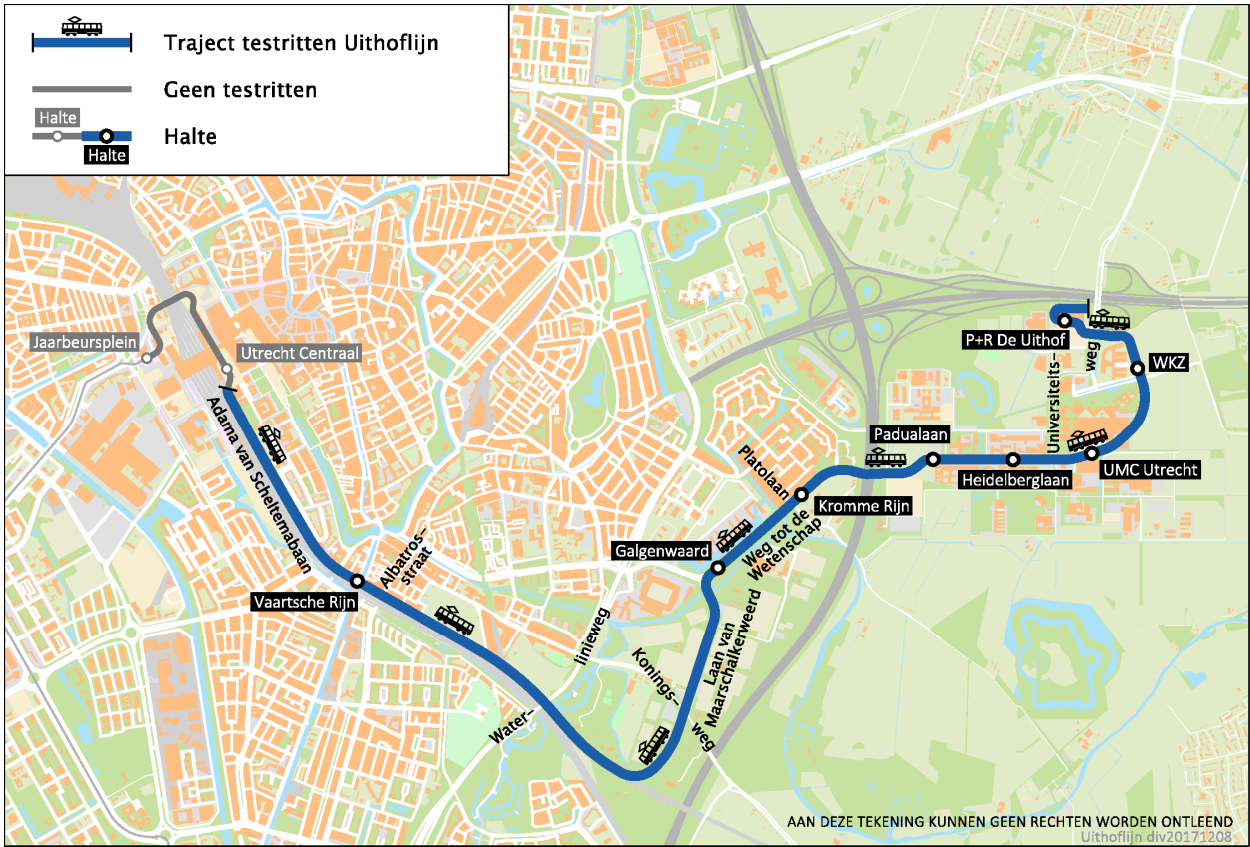 Traject testritten Uithoflijn
Geen testritten
Halte
Halte
Halte
Jaarbeursplein
Utrecht Centraal
Adama van Scheltemabaan
Vaartsche Rijn
Albatros–
straat
Water–
linieweg
Konings–
weg
Laan van
Maarschalkerweerd
Galgenwaard
Weg tot de
Wetenschap
Platolaan
Kromme Rijn
Padualaan
Heidelberglaan
UMC Utrecht
Universiteits–
weg
WKZ
P+R De Uithof
AAN DEZE TEKENING KUNNEN GEEN RECHTEN WORDEN ONTLEEND
Uithoflijn div20171208